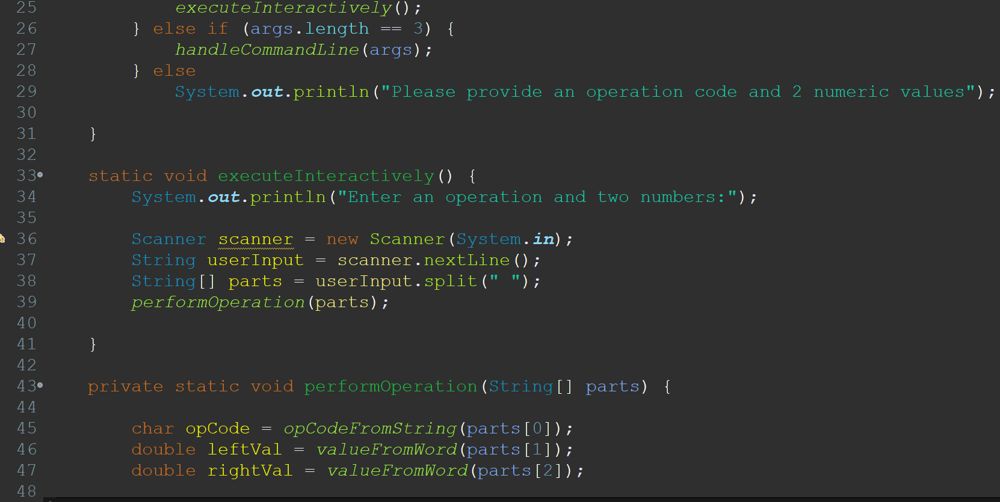 25 executeInteractively();
26 } else if (args.length == 3) {
27 handleCommandLine(args);
28 } else
29 System.out.println("Please provide an operation code and 2 numeric values");
30
31 }
32
33 static void executeInteractively() {
34 System.out.println("Enter an operation and two numbers:");
35
36 Scanner scanner = new Scanner(System.in);
37 String userInput = scanner.nextLine();
38 String[] parts = userInput.split(" ");
39 performOperation(parts);
40
41 }
42
43 private static void performOperation(String[] parts) {
44
45 char opCode = opCodeFromString(parts[0]);
46 double leftVal = valueFromWord(parts[1]);
47 double rightVal = valueFromWord(parts[2]);
48